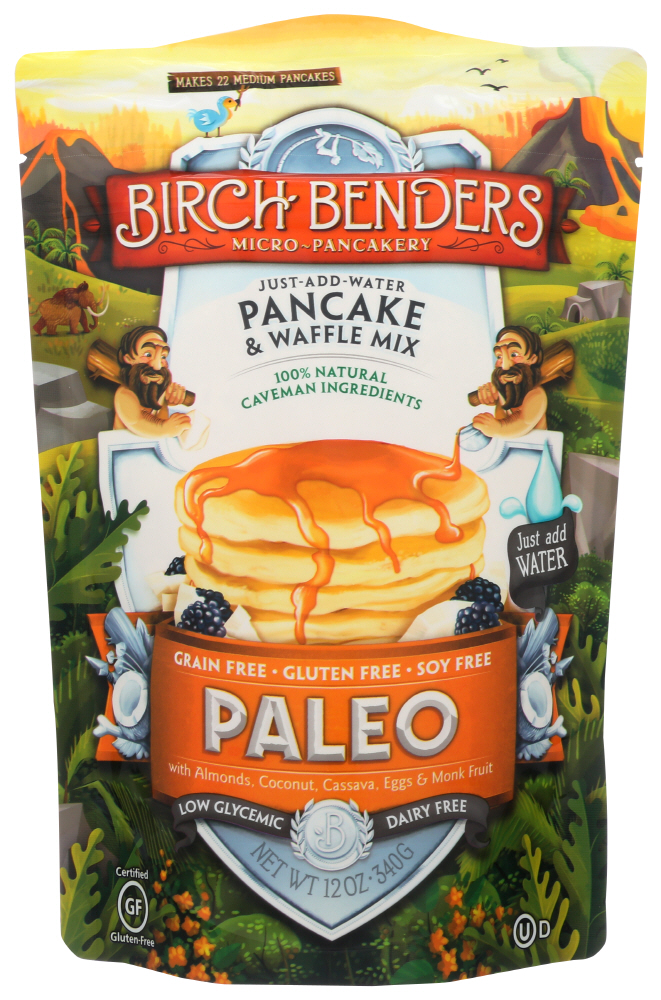 MAKES 22 MEDIUM PANCAKES
BIRCH BENDERS
MICRO~PANCAKERY
JUST-ADD-WATER
PANCAKE
& WAFFLE MIX
100% NATURAL
CAVEMAN INGREDIENTS
Just add
WATER
GRAIN FREE • GLUTEN FREE • SOY FREE
PALEO
with Almonds, Coconut, Cassava, Eggs & Monk Fruit
LOW GLYCEMIC
DAIRY FREE
B
NET WT 12 OZ • 340G
Certified
GF
Gluten-Free
U D